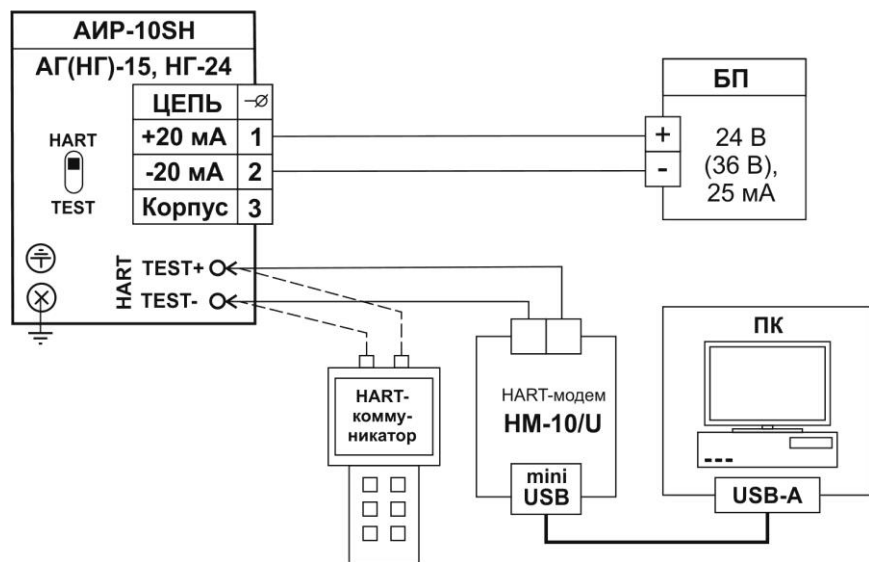 АИР-10SH
АГ(НГ)-15, НГ-24
ЦЕПЬ
+20 мА 1
-20 мА 2
Корпус 3
HART
TEST
HART
TEST+
TEST-
БП
+
-
24 В
(36 В),
25 мА
HART-
комму-
никатор
HART-модем
HM-10/U
mini
USB
ПК
USB-A